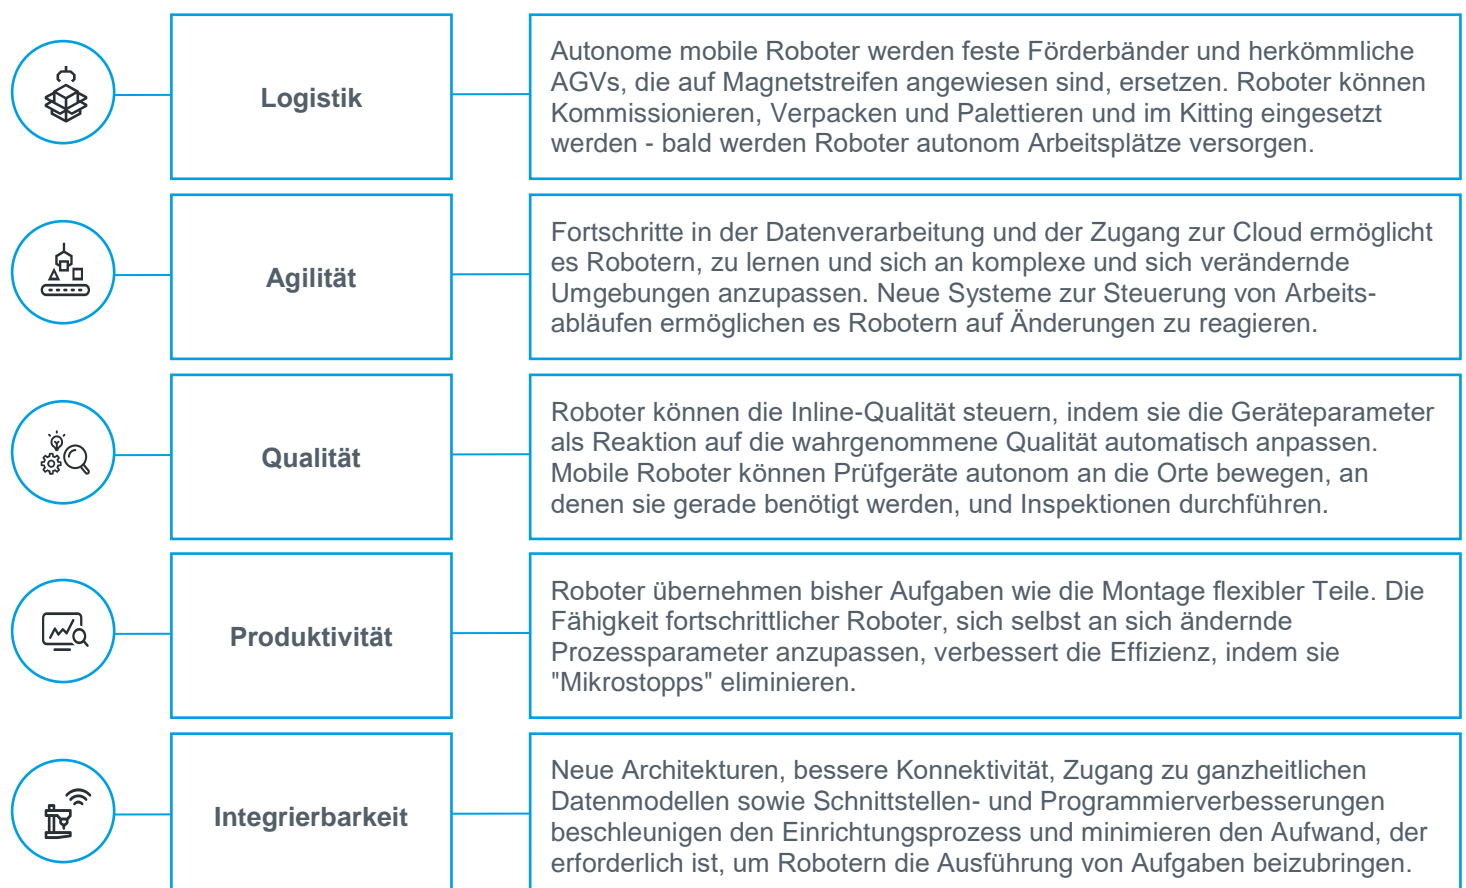 Logistik
Autonome mobile Roboter werden feste Förderbänder und herkömmliche
AGVs, die auf Magnetstreifen angewiesen sind, ersetzen. Roboter können
Kommissionieren, Verpacken und Palettieren und im Kitting eingesetzt
werden - bald werden Roboter autonom Arbeitsplätze versorgen.
Agilität
Fortschritte in der Datenverarbeitung und der Zugang zur Cloud ermöglicht
es Robotern, zu lernen und sich an komplexe und sich verändernde
Umgebungen anzupassen. Neue Systeme zur Steuerung von Arbeits-
abläufen ermöglichen es Robotern auf Änderungen zu reagieren.
Qualität
Roboter können die Inline-Qualität steuern, indem sie die Geräteparameter
als Reaktion auf die wahrgenommene Qualität automatisch anpassen.
Mobile Roboter können Prüfgeräte autonom an die Orte bewegen, an
denen sie gerade benötigt werden, und Inspektionen durchführen.
Produktivität
Roboter übernehmen bisher Aufgaben wie die Montage flexibler Teile. Die
Fähigkeit fortschrittlicher Roboter, sich selbst an sich ändernde
Prozessparameter anzupassen, verbessert die Effizienz, indem sie
"Mikrostopps" eliminieren.
Integrierbarkeit
Neue Architekturen, bessere Konnektivität, Zugang zu ganzheitlichen
Datenmodellen sowie Schnittstellen- und Programmierverbesserungen
beschleunigen den Einrichtungsprozess und minimieren den Aufwand, der
erforderlich ist, um Robotern die Ausführung von Aufgaben beizubringen.